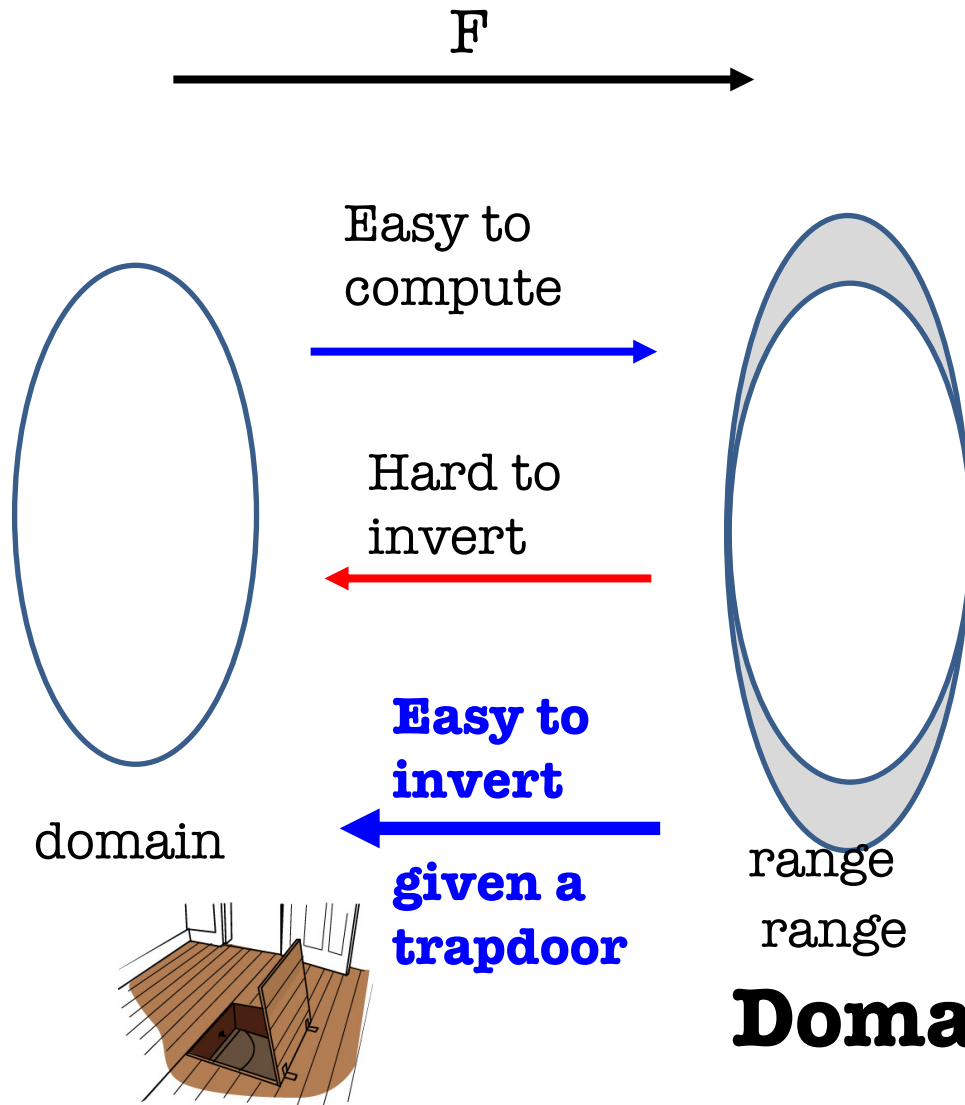 F
Easy to
compute
Hard to
invert
Easy to
invert
given a
trapdoor
domain
range
range
Doma